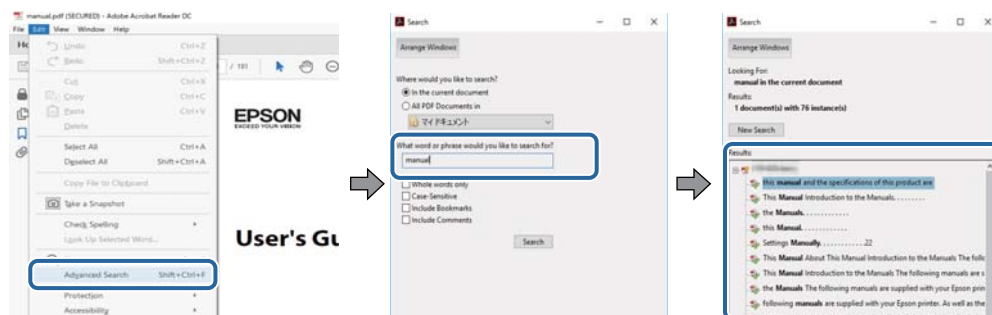 manual.pdf (SECURED) - Adobe Acrobat Reader DC
File Edit View Window Help
Undo Ctrl+Z
Redo Shift+Ctrl+Z
Cut Ctrl+X
Copy Ctrl+C
Paste Ctrl+V
Delete
Select All Ctrl+A
Deselect All Shift+Ctrl+A
Copy File to Clipboard
Take a Snapshot
Check Spelling
Look Up Selected Word...
Advanced Search Shift+Ctrl+F
Protection
Accessibility
/ 191
EPSON
EXCEED YOUR VISION
User's Gu
Search
Arrange Windows
Where would you like to search?
In the current document
All PDF Documents in
マイ ドキュメント
What word or phrase would you like to search for?
manual
Whole words only
Case-Sensitive
Include Bookmarks
Include Comments
Search
Search
Arrange Windows
Looking For:
manual in the current document
Results:
1 document(s) with 76 instance(s)
New Search
Results:
this manual and the specifications of this product are
This Manual Introduction to the Manuals. . . . . . . . .
the Manuals. . . . . . . . . . . . .
this Manual. . . . . . . . . . . . .
Settings Manually. . . . . . . . . . . .22
This Manual About This Manual Introduction to the Manuals The follo
This Manual Introduction to the Manuals The following manuals are s
the Manuals The following manuals are supplied with your Epson prin
following manuals are supplied with your Epson printer. As well as the